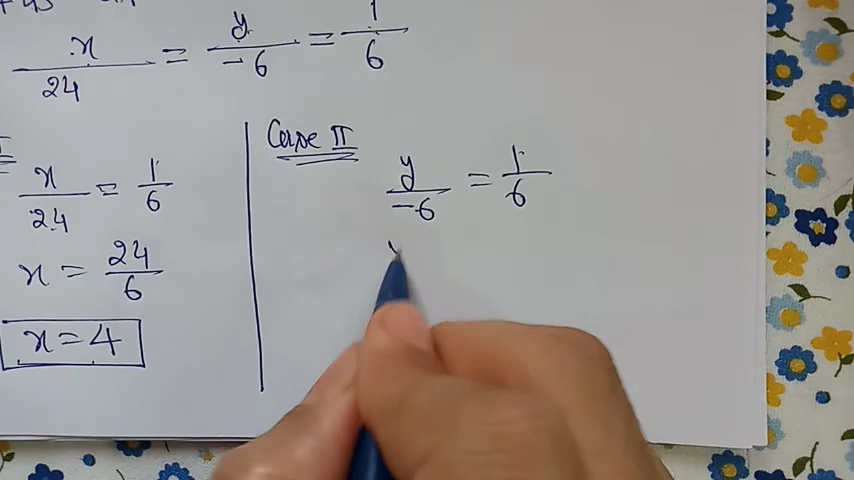 x/24 = y/-6 = 1/6
x/24 = 1/6
x = 24/6
x = 4
Case II
y/-6 = 1/6